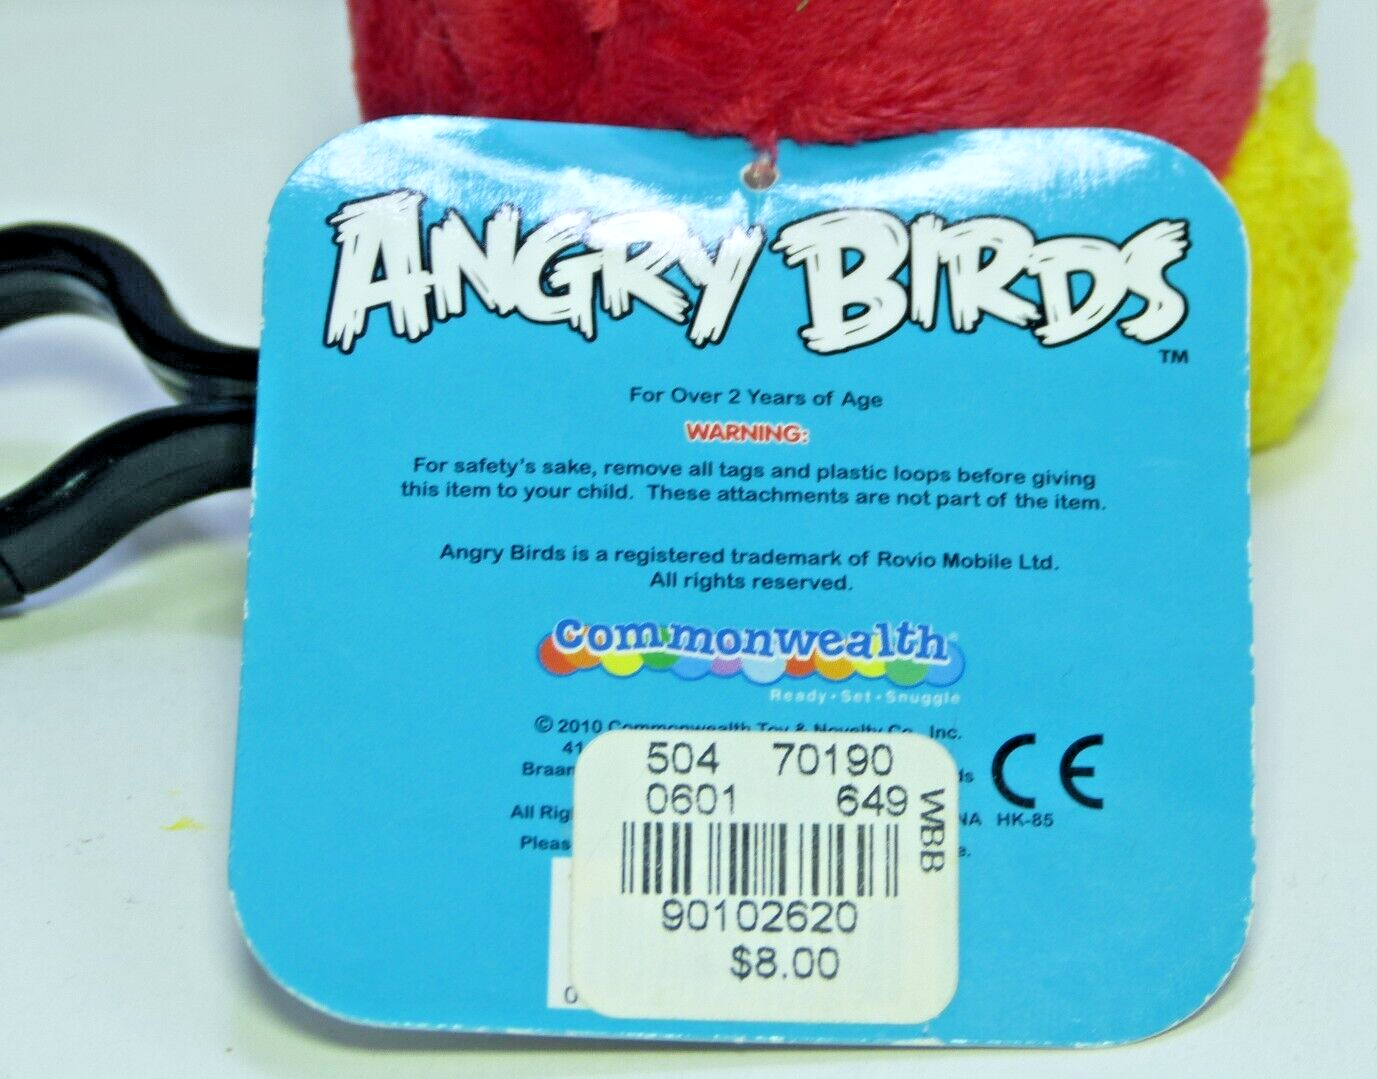 ANGRY BIRDS
TM
For Over 2 Years of Age
WARNING:
For safety's sake, remove all tags and plastic loops before giving
this item to your child. These attachments are not part of the item.
Angry Birds is a registered trademark of Rovio Mobile Ltd.
All rights reserved.
commonwealth
Ready • Set • Snuggle
© 2010 Commonwealth Toy & Novelty Co., Inc.
41
CE
HK-85
504 70190
0601 649
WBB
90102620
$8.00
0